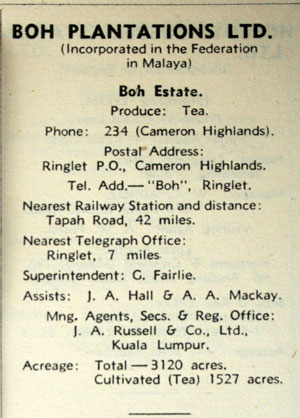 BOH PLANTATIONS LTD.
(Incorporated in the Federation
in Malaya)
Boh Estate.
Produce: Tea.
Phone: 234 (Cameron Highlands).
Postal Address:
Ringlet P.O., Cameron Highlands.
Tel. Add.—"Boh", Ringlet.
Nearest Railway Station and distance:
Tapah Road, 42 miles.
Nearest Telegraph Office:
Ringlet, 7 miles
Superintendent: G. Fairlie.
Assists: J. A. Hall & A. A. Mackay.
Mng. Agents, Secs. & Reg. Office:
J. A. Russell & Co., Ltd.,
Kuala Lumpur.
Acreage: Total — 3120 acres.
Cultivated (Tea) 1527 acres.